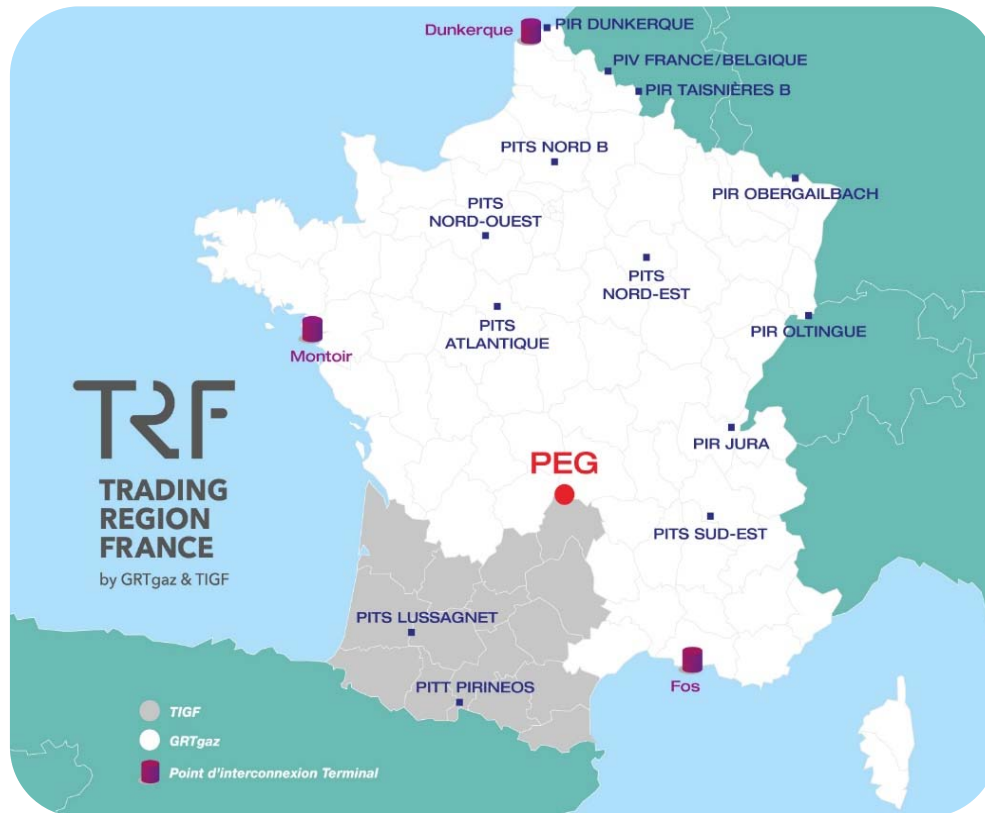 Dunkerque
PIR DUNKERQUE
PIV FRANCE/BELGIQUE
PIR TAISNIÈRES B
PITS NORD B
PIR OBERGAILBACH
PITS
NORD-OUEST
PITS
NORD-EST
PITS
ATLANTIQUE
PIR OLTINGUE
Montoir
TRF
TRADING
REGION
FRANCE
by GRTgaz & TIGF
PIR JURA
PEG
PITS SUD-EST
PITS LUSSAGNET
PITT PIRINEOS
Fos
TIGF
GRTgaz
Point d'interconnexion Terminal